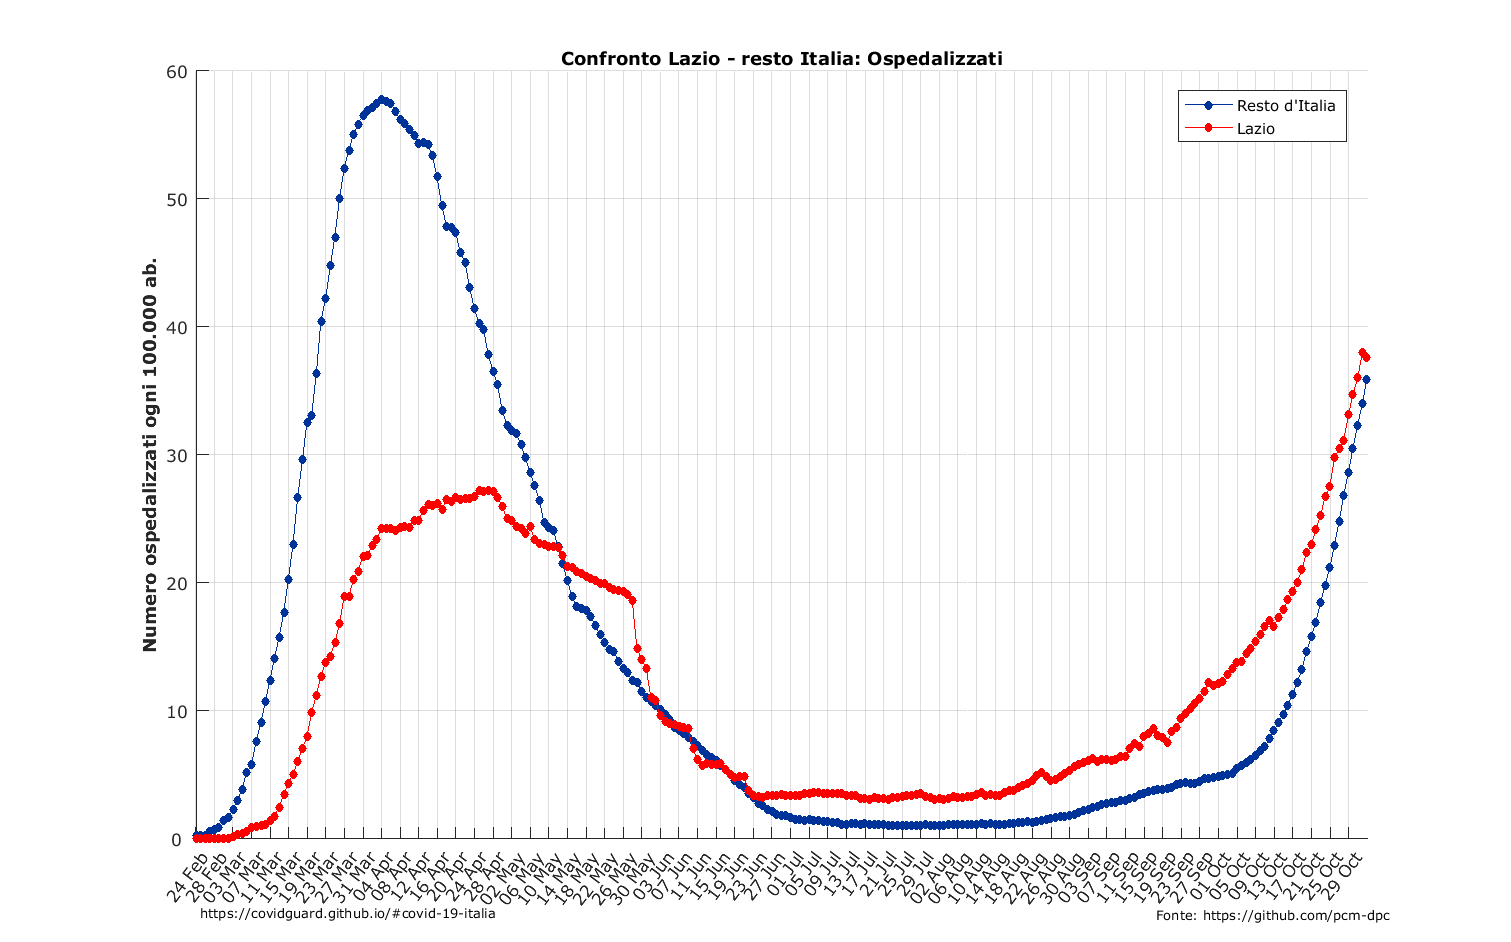 Confronto Lazio - resto Italia: Ospedalizzati
Numero ospedalizzati ogni 100.000 ab.
60
50
40
30
20
10
0
Resto d'Italia
Lazio
24 Feb
28 Feb
03 Mar
07 Mar
11 Mar
15 Mar
19 Mar
23 Mar
27 Mar
31 Mar
04 Apr
08 Apr
12 Apr
16 Apr
20 Apr
24 Apr
28 Apr
02 May
06 May
10 May
14 May
18 May
22 May
26 May
30 May
03 Jun
07 Jun
11 Jun
15 Jun
19 Jun
23 Jun
27 Jun
01 Jul
05 Jul
09 Jul
13 Jul
17 Jul
21 Jul
25 Jul
29 Jul
02 Aug
06 Aug
10 Aug
14 Aug
18 Aug
22 Aug
26 Aug
30 Aug
03 Sep
07 Sep
11 Sep
15 Sep
19 Sep
23 Sep
27 Sep
01 Oct
05 Oct
09 Oct
13 Oct
17 Oct
21 Oct
25 Oct
29 Oct
https://covidguard.github.io/#covid-19-italia
Fonte: https://github.com/pcm-dpc